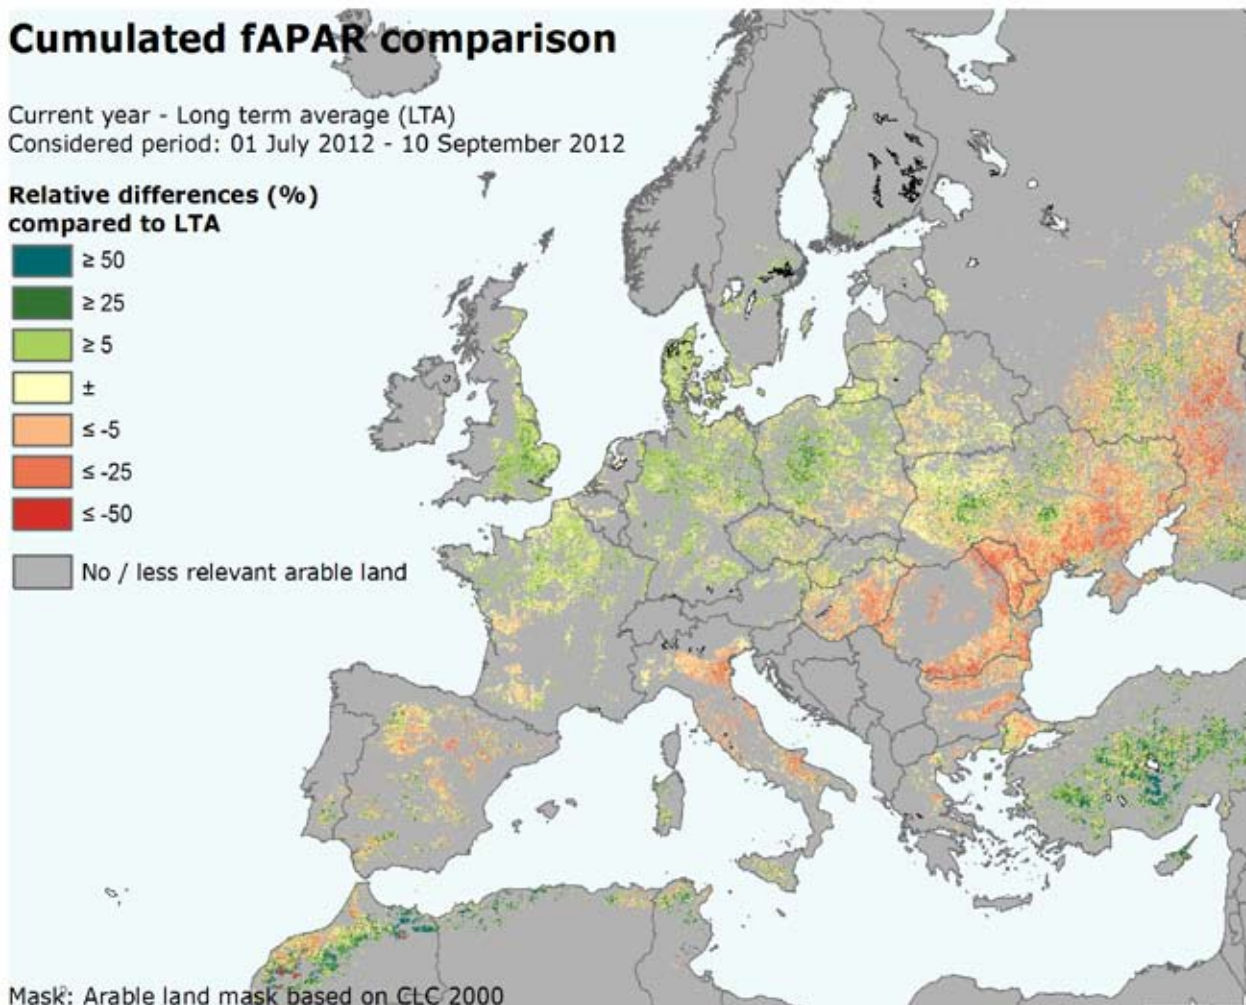 Cumulated fAPAR comparison
Current year - Long term average (LTA)
Considered period: 01 July 2012 - 10 September 2012
Relative differences (%)
compared to LTA
≥ 50
≥ 25
≥ 5
±
≤ -5
≤ -25
≤ -50
No / less relevant arable land
Mask: Arable land mask based on CLC 2000